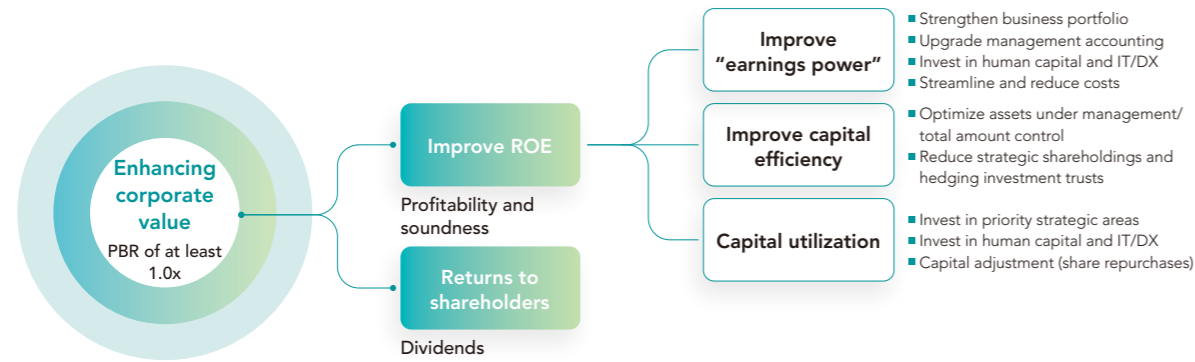 Enhancing
corporate
value
PBR of at least
1.0x
Improve ROE
Profitability and
soundness
Returns to
shareholders
Dividends
Improve
“earnings power”
■ Strengthen business portfolio
■ Upgrade management accounting
■ Invest in human capital and IT/DX
■ Streamline and reduce costs
Improve capital
efficiency
■ Optimize assets under management/
total amount control
■ Reduce strategic shareholdings and
hedging investment trusts
Capital utilization
■ Invest in priority strategic areas
■ Invest in human capital and IT/DX
■ Capital adjustment (share repurchases)